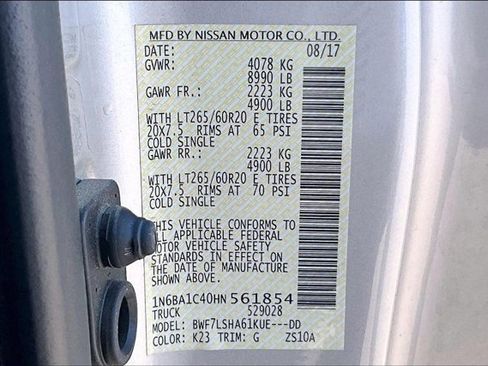 MFD BY NISSAN MOTOR CO., LTD.
DATE: 08/17
GVWR: 4078 KG
8990 LB
GAWR FR.: 2223 KG
4900 LB
WITH LT265/60R20 E TIRES
20X7.5 RIMS AT 65 PSI
COLD SINGLE
GAWR RR.: 2223 KG
4900 LB
WITH LT265/60R20 E TIRES
20X7.5 RIMS AT 70 PSI
COLD SINGLE
THIS VEHICLE CONFORMS TO
ALL APPLICABLE FEDERAL
MOTOR VEHICLE SAFETY
STANDARDS IN EFFECT ON
THE DATE OF MANUFACTURE
SHOWN ABOVE.
1N6BA1C40HN561854
TRUCK 529028
MODEL: BWF7LSHA61KUE---DD
COLOR: K23 TRIM: G ZS10A